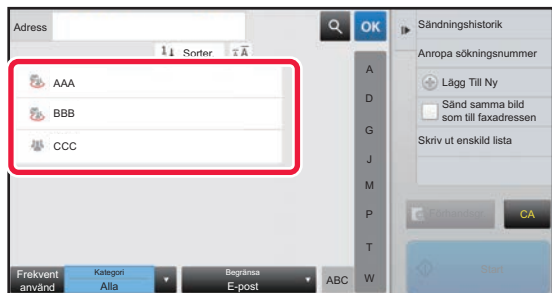 Adress
OK
Sorter
AAA
BBB
CCC
A
D
G
J
M
P
T
W
Frekvent
använd
Kategori
Alla
Begränsa
E-post
ABC
Sändningshistorik
Anropa sökningsnummer
Lägg Till Ny
Sänd samma bild
som till faxadressen
Skriv ut enskild lista
CA
Start